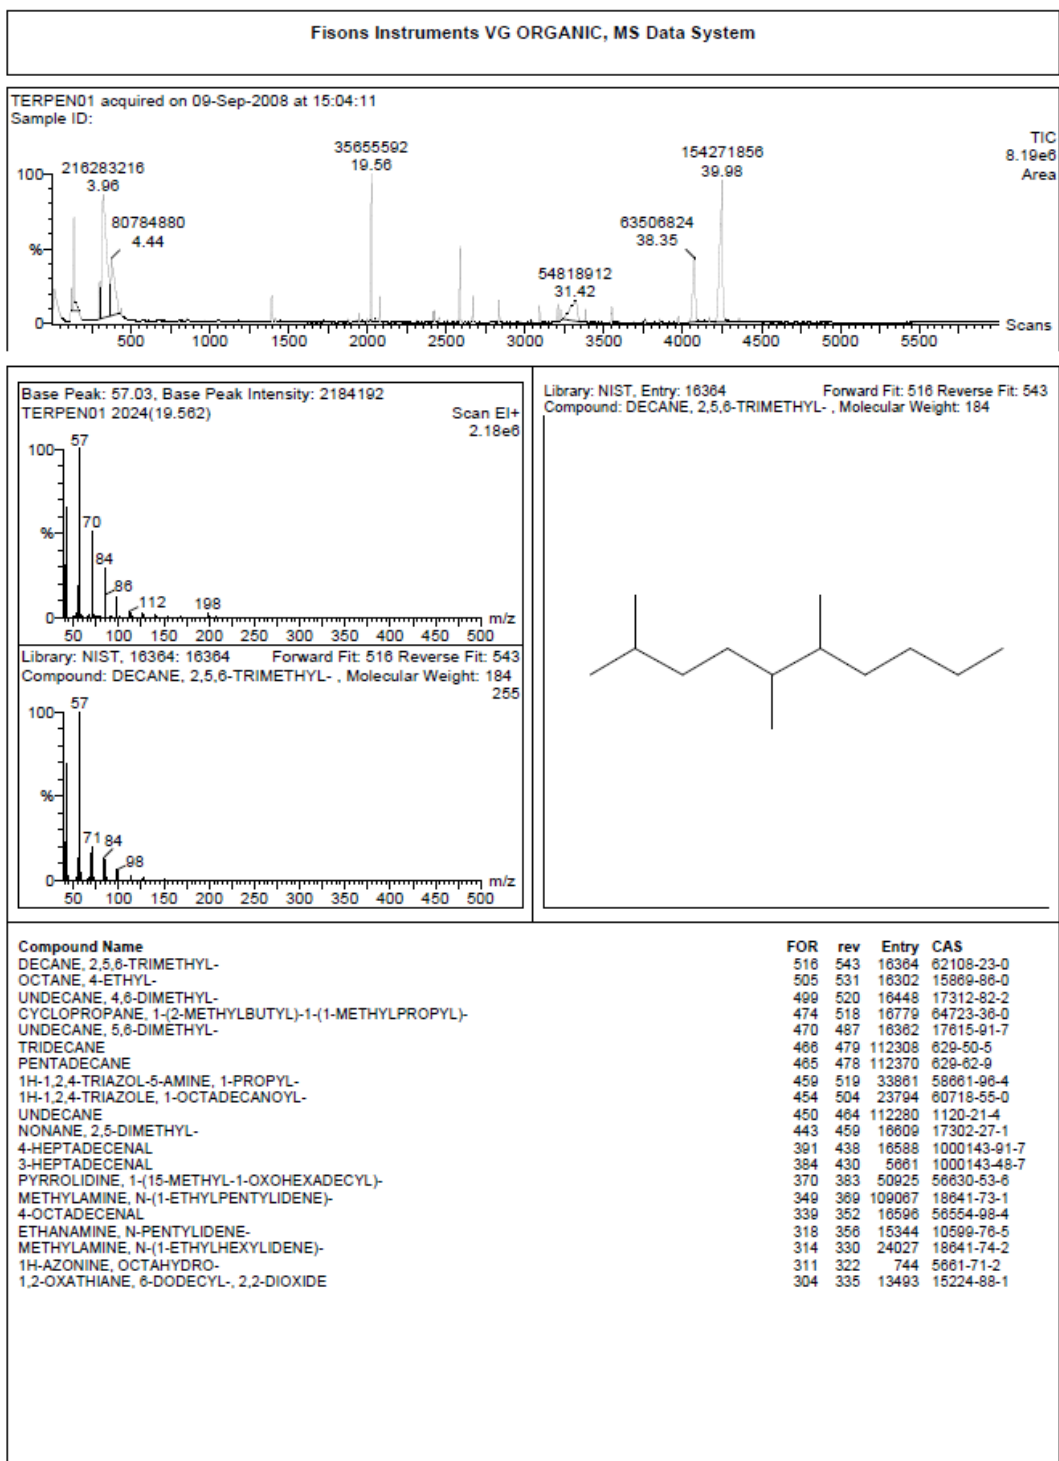 Fisons Instruments VG ORGANIC, MS Data System
TERPEN01 acquired on 09-Sep-2008 at 15:04:11
Sample ID:
TIC
8.19e6
Area
216283216
3.96
80784880
4.44
35655592
19.56
54818912
31.42
63506824
38.35
154271856
39.98
100
%
0
500 1000 1500 2000 2500 3000 3500 4000 4500 5000 5500
Scans
Base Peak: 57.03, Base Peak Intensity: 2184192
TERPEN01 2024(19.562) Scan EI+
2.18e6
100
%
0
57
70
84
86
112
198
m/z
50 100 150 200 250 300 350 400 450 500
Library: NIST, 16364: 16364 Forward Fit: 516 Reverse Fit: 543
Compound: DECANE, 2,5,6-TRIMETHYL- , Molecular Weight: 184
255
100
%
0
57
71
84
98
m/z
50 100 150 200 250 300 350 400 450 500
Library: NIST, Entry: 16364 Forward Fit: 516 Reverse Fit: 543
Compound: DECANE, 2,5,6-TRIMETHYL- , Molecular Weight: 184
Compound Name FOR rev Entry CAS
DECANE, 2,5,6-TRIMETHYL- 516 543 16364 62108-23-0
OCTANE, 4-ETHYL- 505 531 16302 15869-86-0
UNDECANE, 4,6-DIMETHYL- 499 520 16448 17312-82-2
CYCLOPROPANE, 1-(2-METHYLBUTYL)-1-(1-METHYLPROPYL)- 474 518 16779 64723-36-0
UNDECANE, 5,6-DIMETHYL- 470 487 16362 17615-91-7
TRIDECANE 466 479 112308 629-50-5
PENTADECANE 465 478 112370 629-62-9
1H-1,2,4-TRIAZOL-5-AMINE, 1-PROPYL- 459 519 33861 58661-96-4
1H-1,2,4-TRIAZOLE, 1-OCTADECANOYL- 454 504 23794 60718-55-0
UNDECANE 450 464 112280 1120-21-4
NONANE, 2,5-DIMETHYL- 443 459 16609 17302-27-1
4-HEPTADECENAL 391 438 16588 1000143-91-7
3-HEPTADECENAL 384 430 5661 1000143-48-7
PYRROLIDINE, 1-(15-METHYL-1-OXOHEXADECYL)- 370 383 50925 56630-53-6
METHYLAMINE, N-(1-ETHYLPENTYLIDENE)- 349 369 109067 18641-73-1
4-OCTADECENAL 339 352 16596 56554-98-4
ETHANAMINE, N-PENTYLIDENE- 318 356 15344 10599-76-5
METHYLAMINE, N-(1-ETHYLHEXYLIDENE)- 314 330 24027 18641-74-2
1H-AZONINE, OCTAHYDRO- 311 322 744 5661-71-2
1,2-OXATHIANE, 6-DODECYL-, 2,2-DIOXIDE 304 335 13493 15224-88-1